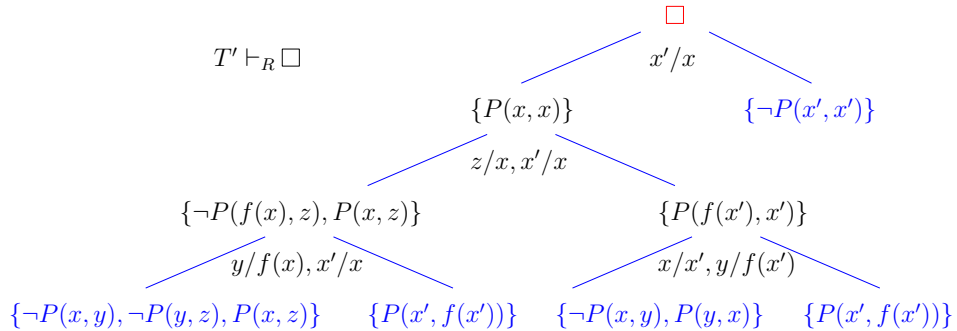 □
T′ ⊢_R □
x′/x
{P(x, x)}
{¬P(x′, x′)}
z/x, x′/x
{¬P(f(x), z), P(x, z)}
{P(f(x′), x′)}
y/f(x), x′/x
x/x′, y/f(x′)
{¬P(x, y), ¬P(y, z), P(x, z)}
{P(x′, f(x′))}
{¬P(x, y), P(y, x)}
{P(x′, f(x′))}